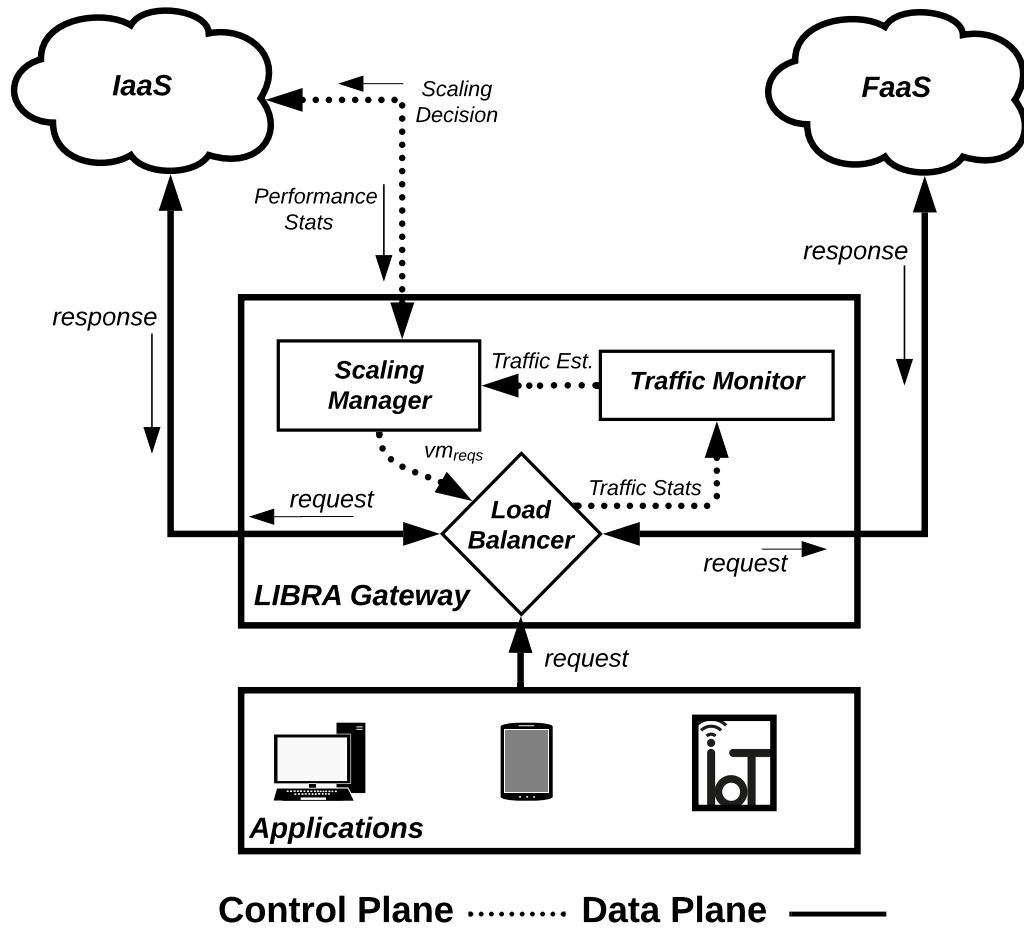 IaaS
FaaS
Scaling
Decision
Performance
Stats
response
response
Scaling
Manager
Traffic Est.
Traffic Monitor
vmreqs
Traffic Stats
request
Load
Balancer
request
LIBRA Gateway
request
IoT
Applications
Control Plane
Data Plane